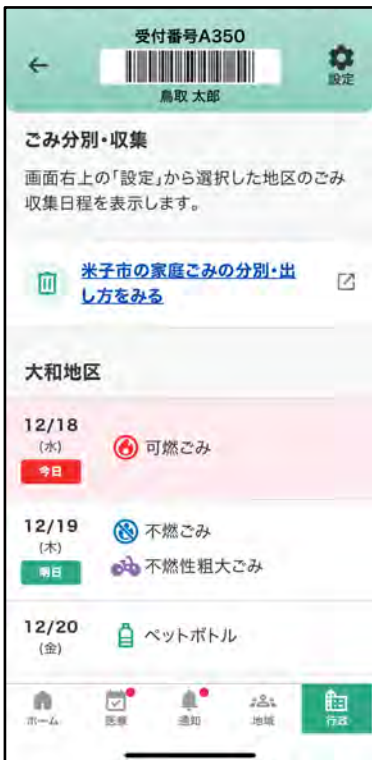 受付番号A350
設定
鳥取 太郎
ごみ分別・収集
画面右上の「設定」から選択した地区のごみ
収集日程を表示します。
米子市の家庭ごみの分別・出
し方をみる
大和地区
12/18
(水)
今日
可燃ごみ
12/19
(木)
明日
不燃ごみ
不燃性粗大ごみ
12/20
(金)
ペットボトル
ホーム
医療
通知
地域
行政